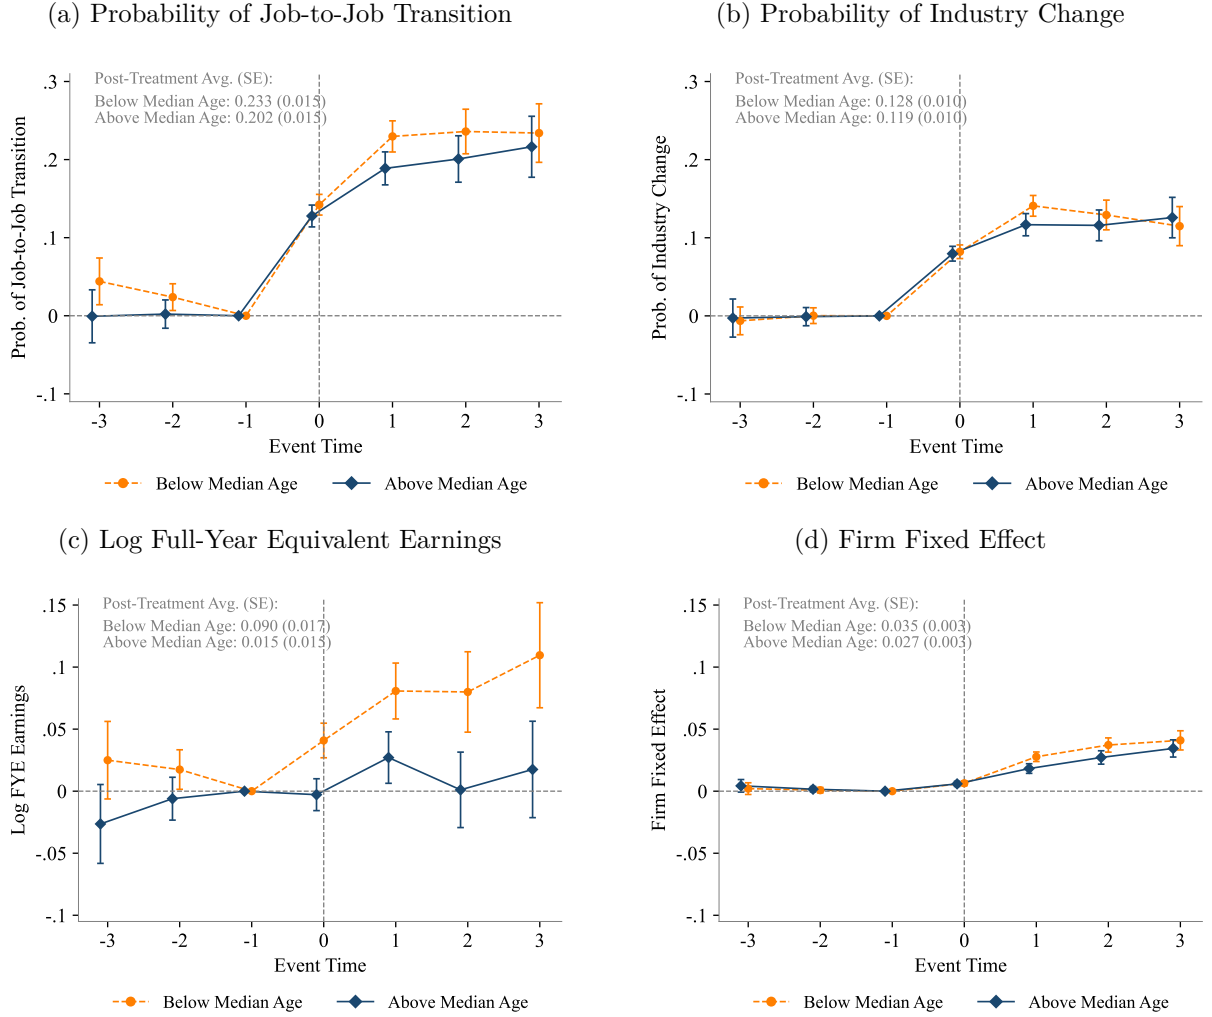 (a) Probability of Job-to-Job Transition
Post-Treatment Avg. (SE):
Below Median Age: 0.233 (0.015)
Above Median Age: 0.202 (0.015)
Prob. of Job-to-Job Transition
.3
.2
.1
0
-.1
-3 -2 -1 0 1 2 3
Event Time
Below Median Age Above Median Age
(b) Probability of Industry Change
Post-Treatment Avg. (SE):
Below Median Age: 0.128 (0.010)
Above Median Age: 0.119 (0.010)
Prob. of Industry Change
.3
.2
.1
0
-.1
-3 -2 -1 0 1 2 3
Event Time
Below Median Age Above Median Age
(c) Log Full-Year Equivalent Earnings
Post-Treatment Avg. (SE):
Below Median Age: 0.090 (0.017)
Above Median Age: 0.015 (0.015)
Log FYE Earnings
.15
.1
.05
0
-.05
-.1
-3 -2 -1 0 1 2 3
Event Time
Below Median Age Above Median Age
(d) Firm Fixed Effect
Post-Treatment Avg. (SE):
Below Median Age: 0.035 (0.003)
Above Median Age: 0.027 (0.003)
Firm Fixed Effect
.15
.1
.05
0
-.05
-.1
-3 -2 -1 0 1 2 3
Event Time
Below Median Age Above Median Age